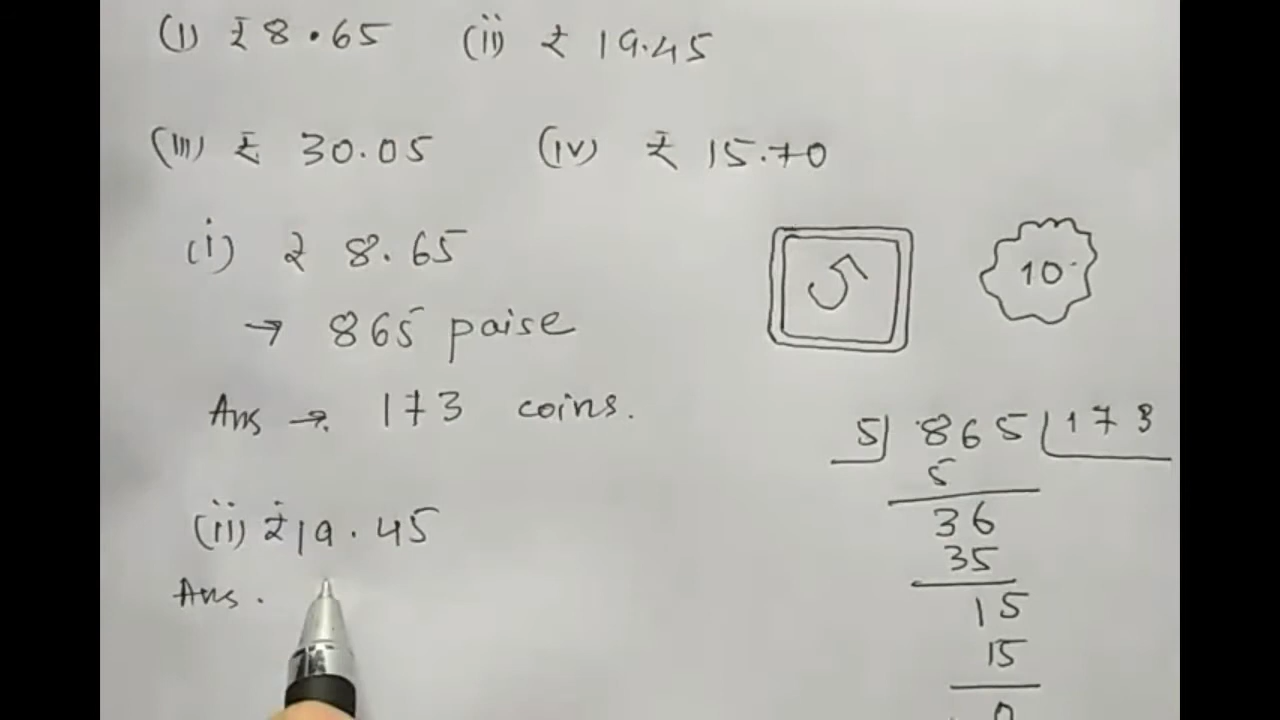 (i) ₹ 8.65 (ii) ₹ 19.45
(iii) ₹ 30.05 (iv) ₹ 15.70
(i) ₹ 8.65
5
10
→ 865 paise
Ans → 173 coins.
5 865 173
5
36
35
15
15
0
(ii) ₹ 19.45
Ans.